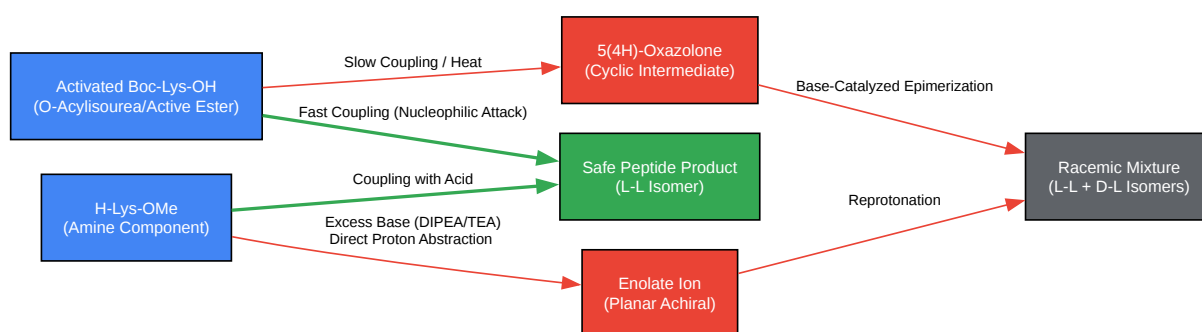 Activated Boc-Lys-OH
(O-Acylisourea/Active Ester)
Slow Coupling / Heat
5(4H)-Oxazolone
(Cyclic Intermediate)
Base-Catalyzed Epimerization
Fast Coupling (Nucleophilic Attack)
Safe Peptide Product
(L-L Isomer)
Racemic Mixture
(L-L + D-L Isomers)
H-Lys-OMe
(Amine Component)
Coupling with Acid
Excess Base (DIPEA/TEA)
Direct Proton Abstraction
Reprotonation
Enolate Ion
(Planar Achiral)